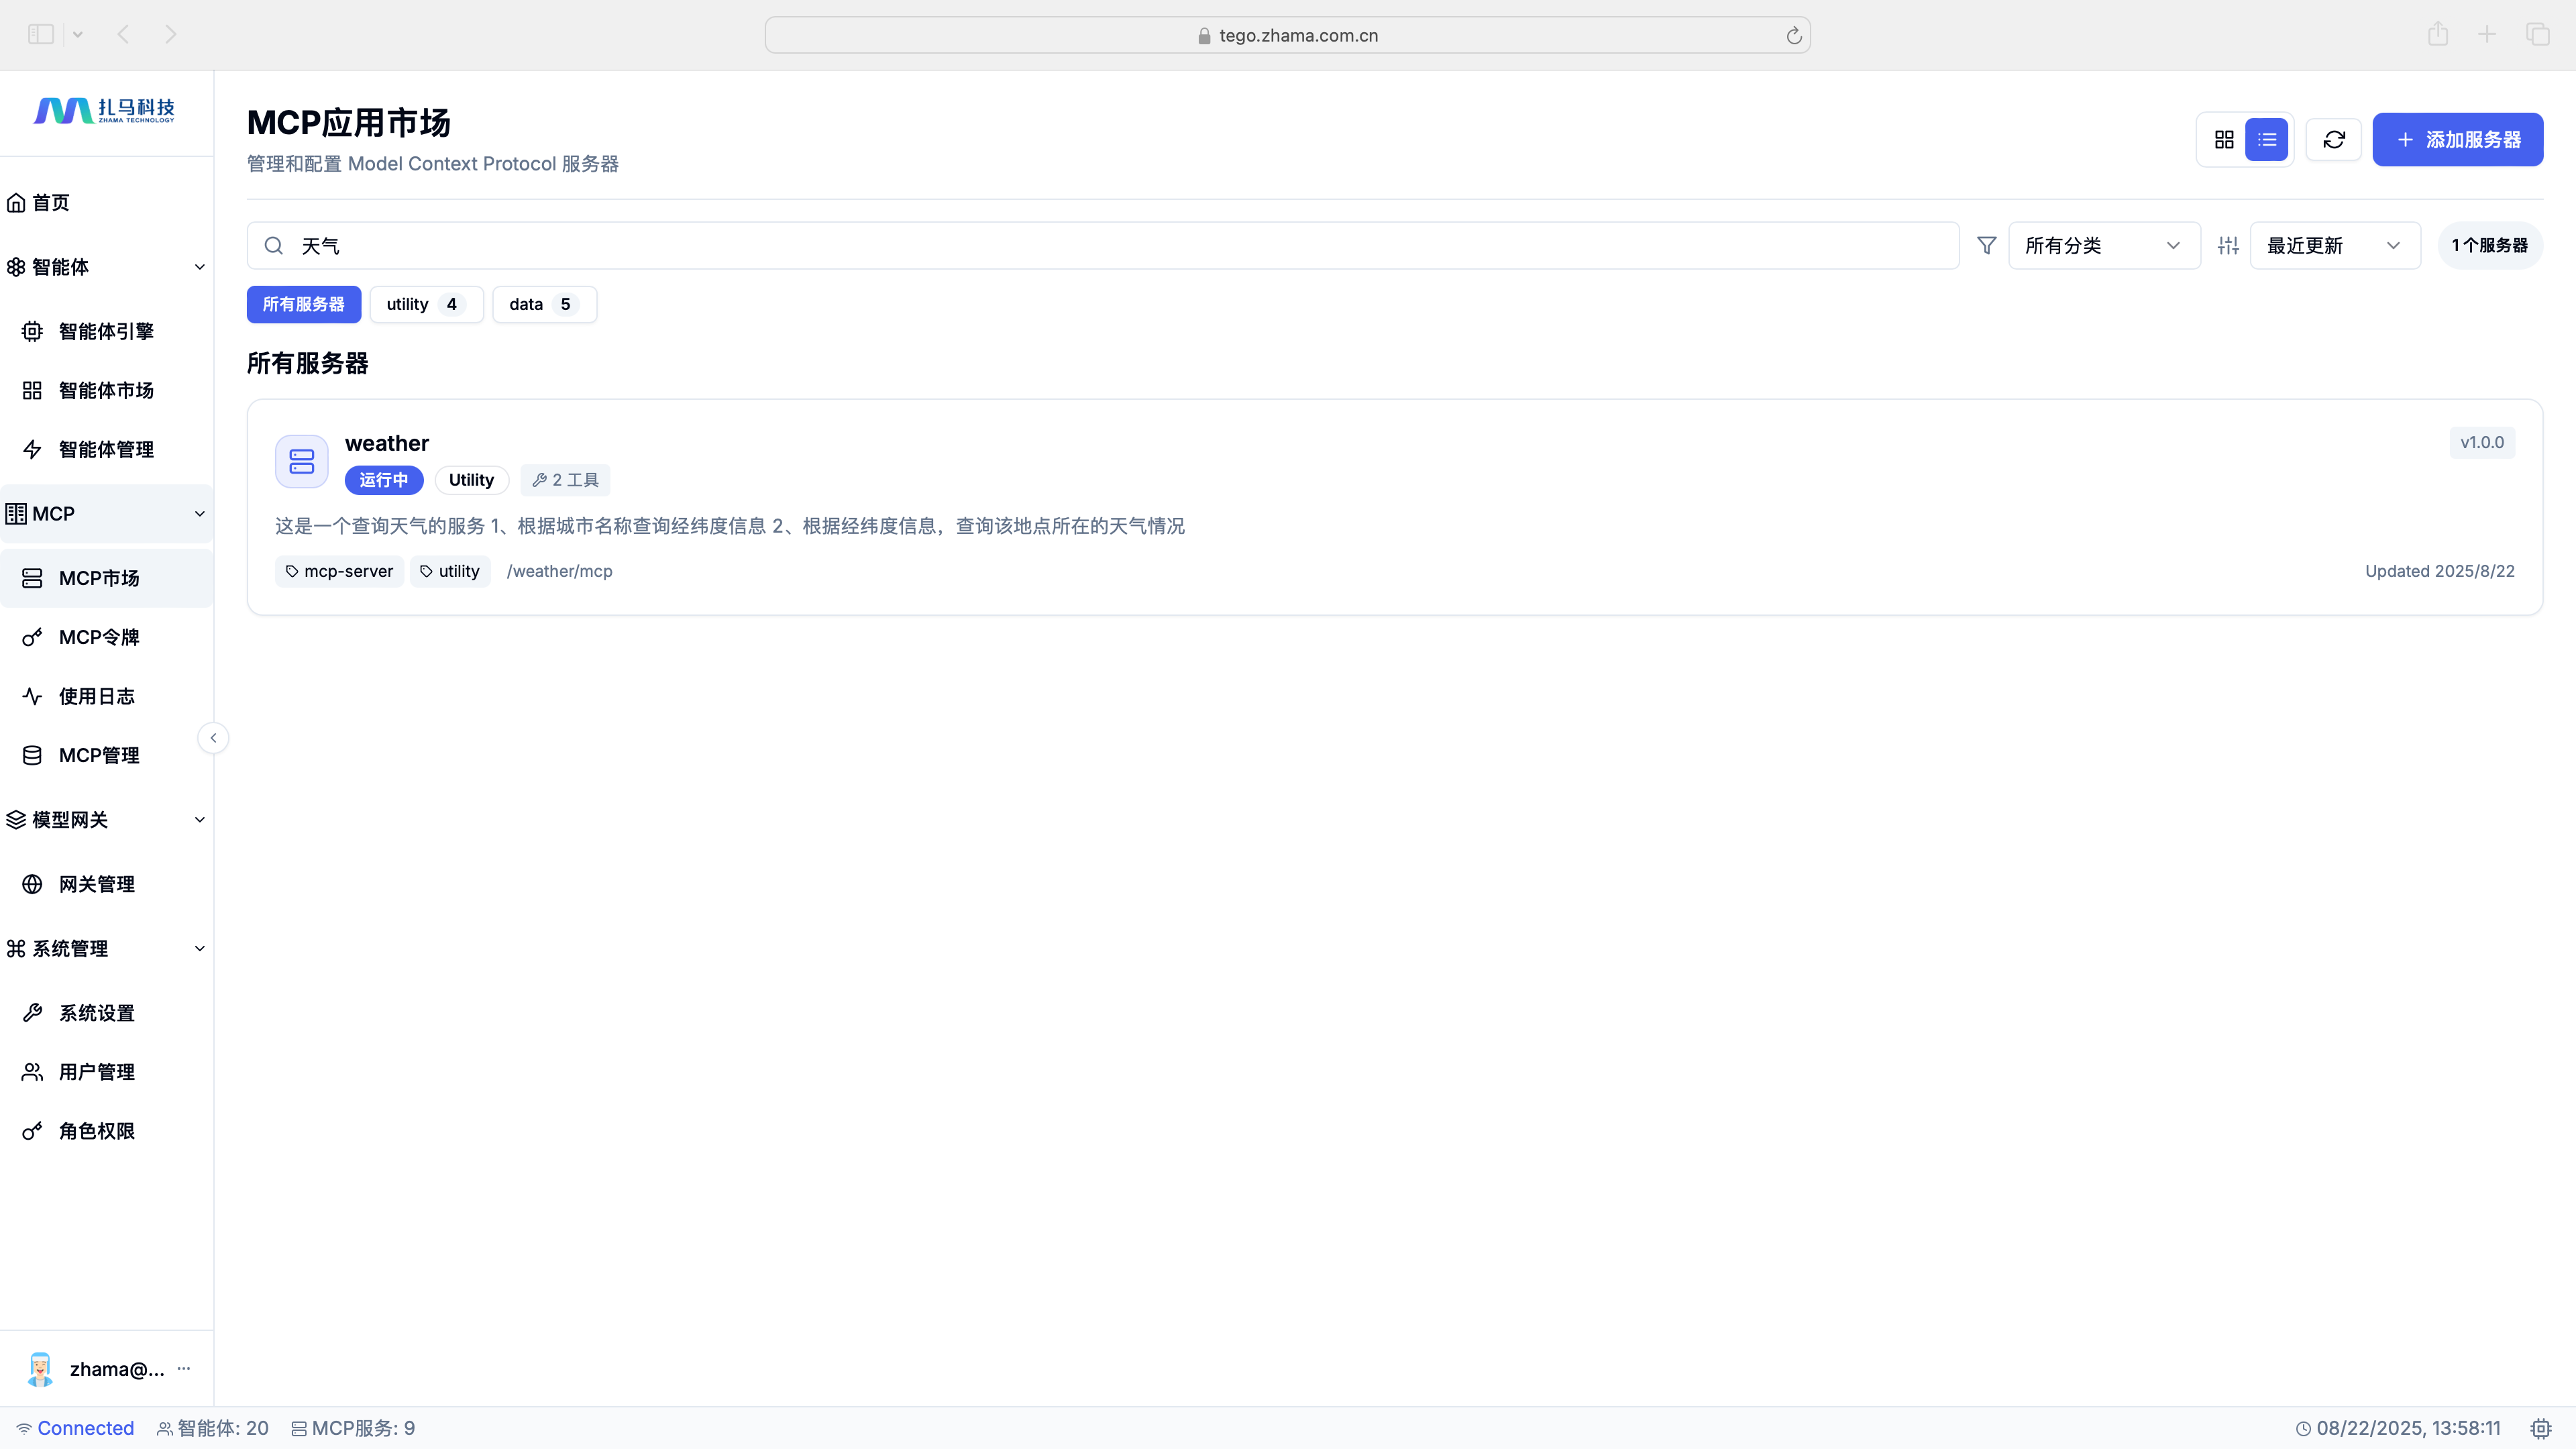 tego.zhama.com.cn
扎马科技
ZHAMA TECHNOLOGY
首页
智能体
智能体引擎
智能体市场
智能体管理
MCP
MCP市场
MCP令牌
使用日志
MCP管理
模型网关
网关管理
系统管理
系统设置
用户管理
角色权限
zhama@...
MCP应用市场
管理和配置 Model Context Protocol 服务器
添加服务器
天气
所有分类
最近更新
1个服务器
所有服务器
utility 4
data 5
所有服务器
weather
v1.0.0
运行中
Utility
2 工具
这是一个查询天气的服务 1、根据城市名称查询经纬度信息 2、根据经纬度信息，查询该地点所在的天气情况
mcp-server
utility
/weather/mcp
Updated 2025/8/22
Connected
智能体: 20
MCP服务: 9
08/22/2025, 13:58:11